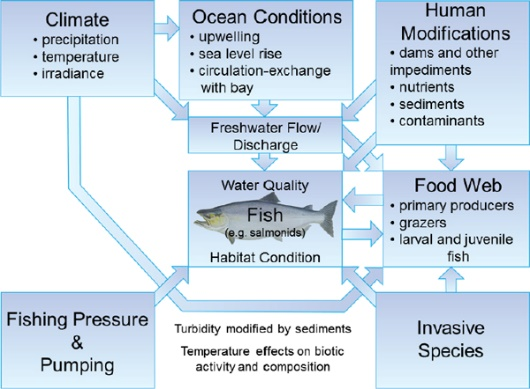 Climate
• precipitation
• temperature
• irradiance
Ocean Conditions
• upwelling
• sea level rise
• circulation-exchange
with bay
Human
Modifications
• dams and other
impediments
• nutrients
• sediments
• contaminants
Freshwater Flow/
Discharge
Water Quality
Fish
(e.g. salmonids)
Habitat Condition
Food Web
• primary producers
• grazers
• larval and juvenile
fish
Fishing Pressure
&
Pumping
Turbidity modified by sediments
Temperature effects on biotic
activity and composition
Invasive
Species